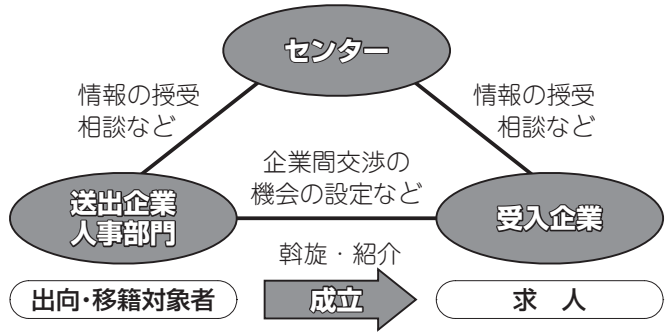 センター
情報の授受
相談など
情報の授受
相談など
企業間交渉の
機会の設定など
送出企業
人事部門
受入企業
斡旋・紹介
出向・移籍対象者
成立
求　人